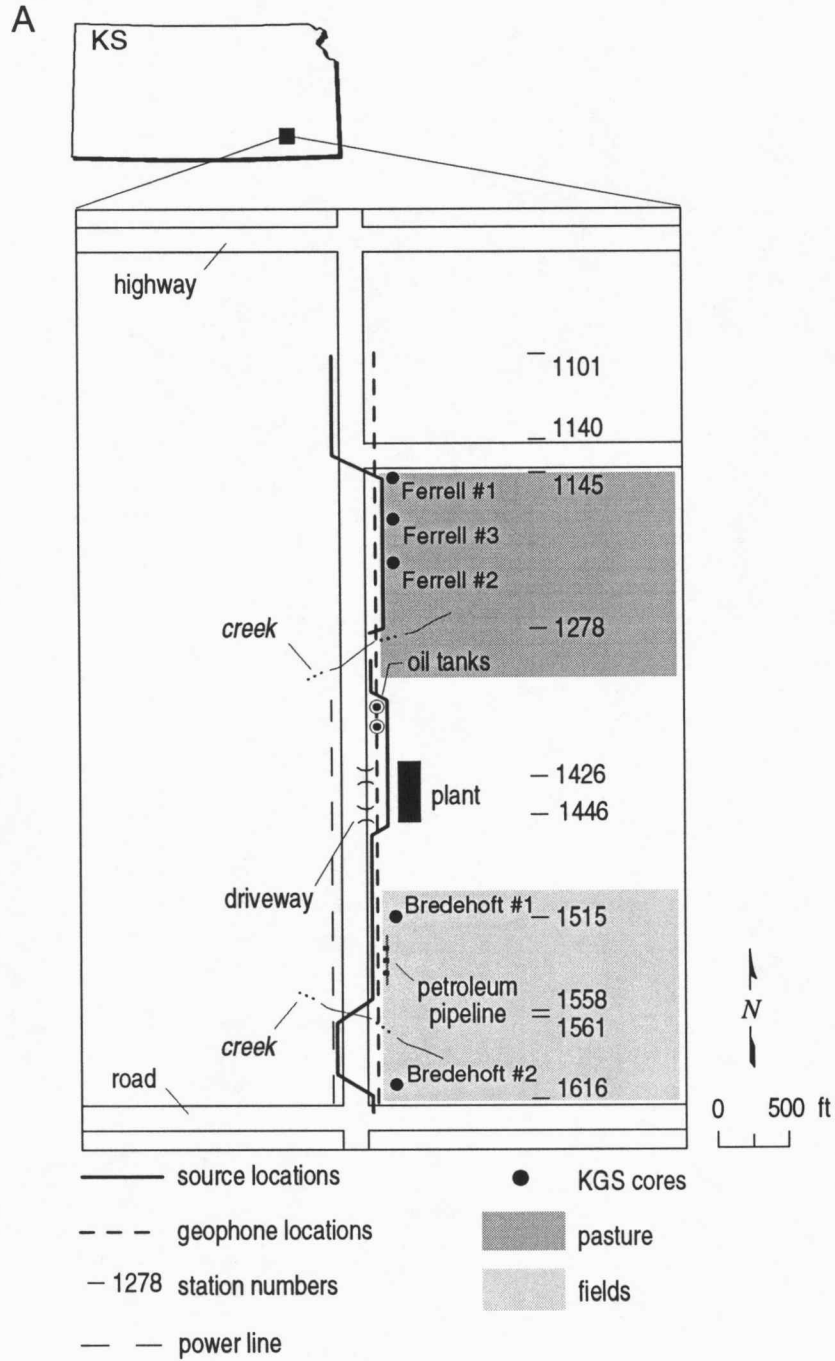 A
KS
highway
1101
1140
1145
Ferrell #1
Ferrell #3
Ferrell #2
creek
1278
oil tanks
1426
plant
1446
driveway
Bredehoft #1
1515
petroleum
pipeline
1558
1561
creek
Bredehoft #2
road
1616
N
0 500 ft
source locations
KGS cores
geophone locations
pasture
– 1278 station numbers
fields
power line